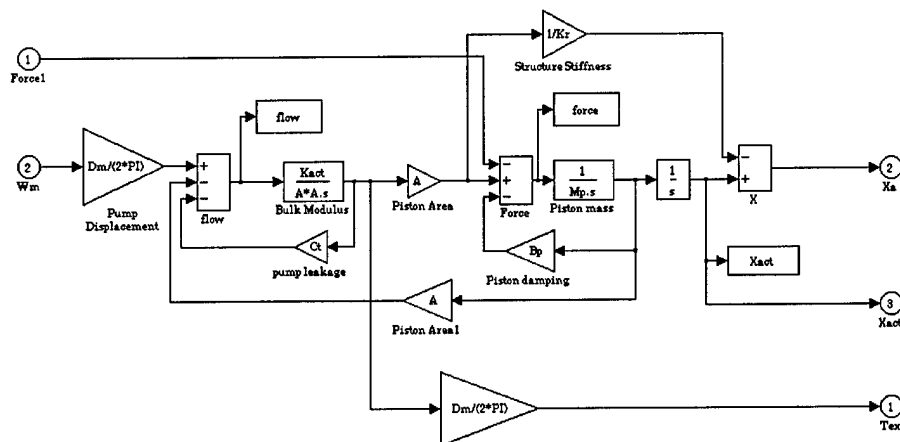 1/Kr
Structure Stiffness
1
Force1
flow
force
2
Wm
Dm/(2*PI)
Pump
Displacement
+
−
−
flow
Kact
A*A.s
Bulk Modulus
A
Piston Area
−
+
−
Force
1
Mp.s
Piston mass
1
s
−
+
X
2
Xa
Ct
pump leakage
Bp
Piston damping
Xact
A
Piston Area1
3
Xact
Dm/(2*PI)
1
Tex